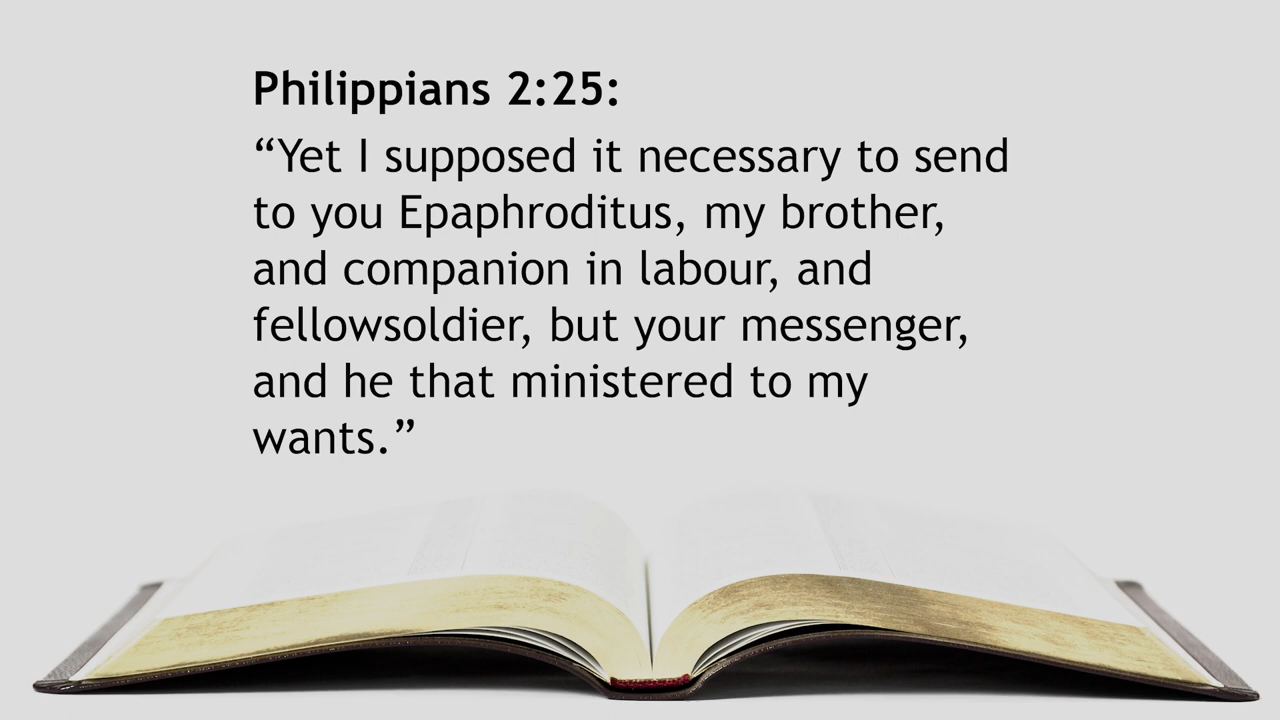 Philippians 2:25:
“Yet I supposed it necessary to send
to you Epaphroditus, my brother,
and companion in labour, and
fellowsoldier, but your messenger,
and he that ministered to my
wants.”